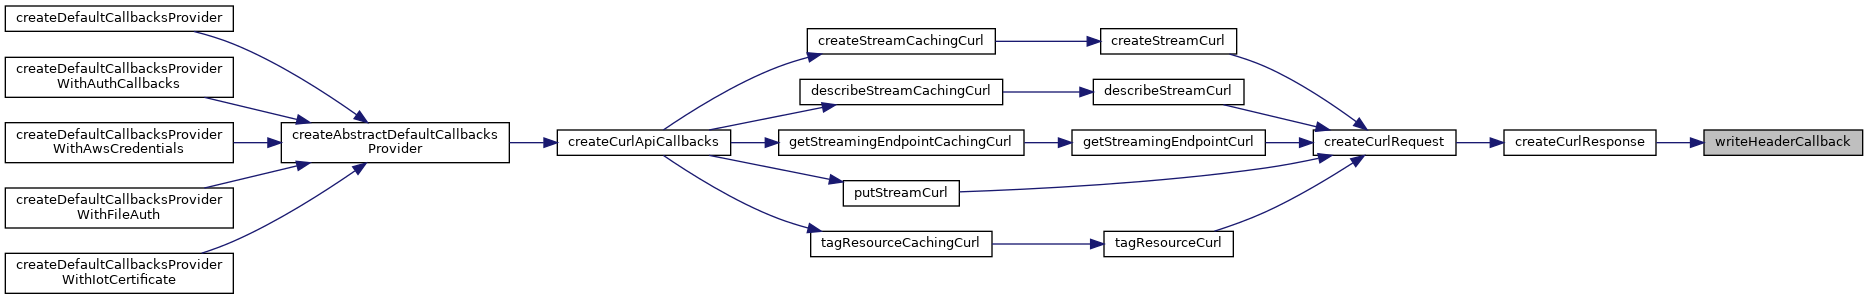 createDefaultCallbacksProvider
createDefaultCallbacksProvider
WithAuthCallbacks
createDefaultCallbacksProvider
WithAwsCredentials
createDefaultCallbacksProvider
WithFileAuth
createDefaultCallbacksProvider
WithIotCertificate
createAbstractDefaultCallbacks
Provider
createCurlApiCallbacks
createStreamCachingCurl
describeStreamCachingCurl
getStreamingEndpointCachingCurl
putStreamCurl
tagResourceCachingCurl
createStreamCurl
describeStreamCurl
getStreamingEndpointCurl
tagResourceCurl
createCurlRequest
createCurlResponse
writeHeaderCallback